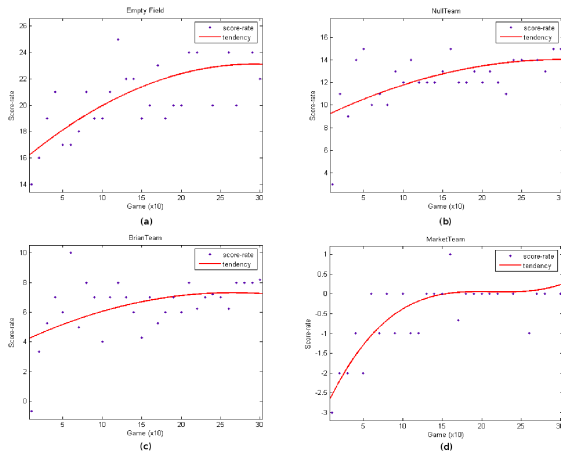 Empty Field
score-rate
tendency
Score-rate
26
24
22
20
18
16
14
5 10 15 20 25 30
Game (x10)
(a)
NullTeam
score-rate
tendency
Score-rate
16
14
12
10
8
6
4
5 10 15 20 25 30
Game (x10)
(b)
BrianTeam
score-rate
tendency
Score-rate
10
8
6
4
2
0
5 10 15 20 25 30
Game (x10)
(c)
MarketTeam
score-rate
tendency
Score-rate
1
0.5
0
-0.5
-1
-1.5
-2
-2.5
-3
5 10 15 20 25 30
Game (x10)
(d)